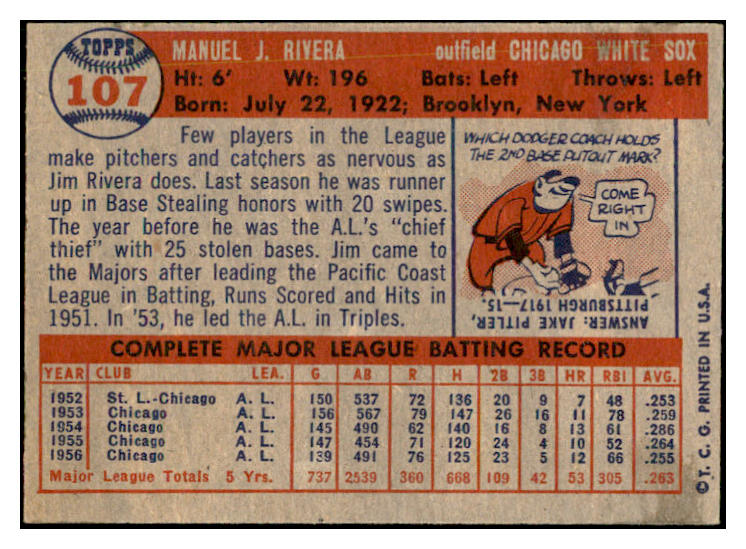 TOPPS
107
MANUEL J. RIVERA outfield CHICAGO WHITE SOX
Ht: 6' Wt: 196 Bats: Left Throws: Left
Born: July 22, 1922; Brooklyn, New York
Few players in the League
make pitchers and catchers as nervous as
Jim Rivera does. Last season he was runner
up in Base Stealing honors with 20 swipes.
The year before he was the A.L.'s “chief
thief” with 25 stolen bases. Jim came to
the Majors after leading the Pacific Coast
League in Batting, Runs Scored and Hits in
1951. In '53, he led the A.L. in Triples.
WHICH DODGER COACH HOLDS
THE 2ND BASE PUTOUT MARK?
COME
RIGHT
IN
ANSWER: JAKE PITLER,
PITTSBURGH 1917—15.
COMPLETE MAJOR LEAGUE BATTING RECORD
YEAR CLUB LEA. G AB R H 2B 3B HR RBI AVG.
1952 St. L.-Chicago A. L. 150 537 72 136 20 9 7 48 .253
1953 Chicago A. L. 156 567 79 147 26 16 11 78 .259
1954 Chicago A. L. 145 490 62 140 16 8 13 61 .286
1955 Chicago A. L. 147 454 71 120 24 4 10 52 .264
1956 Chicago A. L. 139 491 76 125 23 5 12 66 .255
Major League Totals 5 Yrs. 737 2539 360 668 109 42 53 305 .263
©T. C. G. PRINTED IN U.S.A.